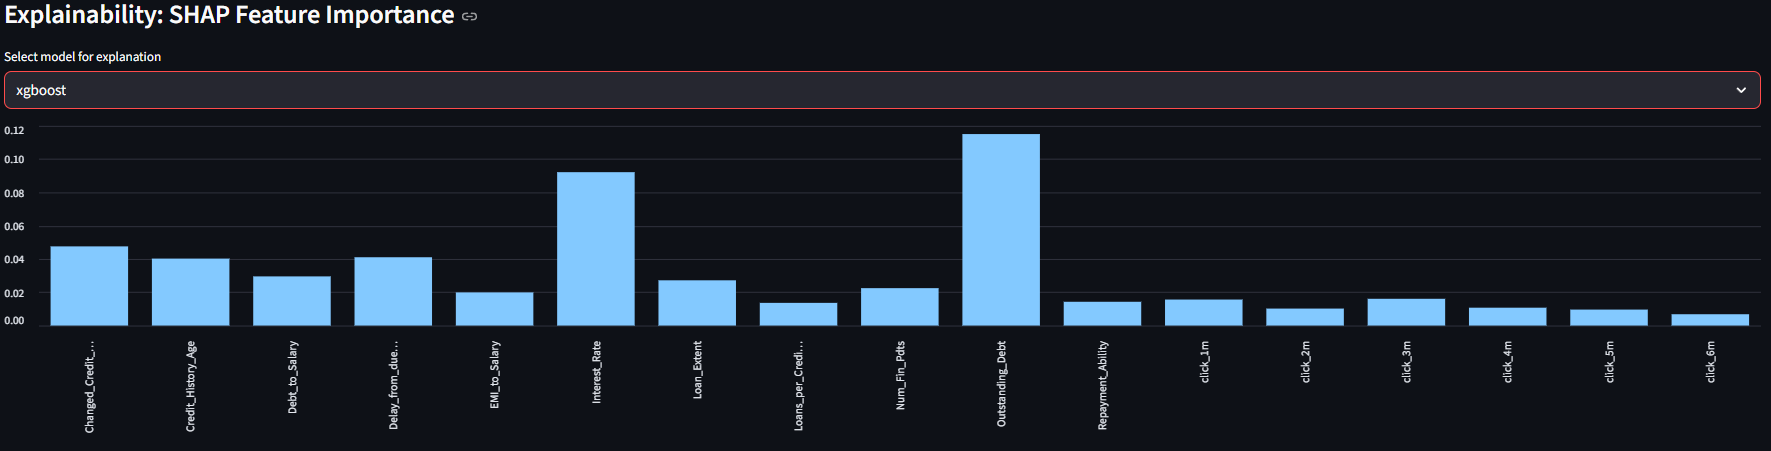 Explainability: SHAP Feature Importance
Select model for explanation
xgboost
0.12
0.10
0.08
0.06
0.04
0.02
0.00
Changed_Credit_...
Credit_History_Age
Debt_to_Salary
Delay_from_due...
EMI_to_Salary
Interest_Rate
Loan_Extent
Loans_per_Credi...
Num_Fin_Pdts
Outstanding_Debt
Repayment_Ability
click_1m
click_2m
click_3m
click_4m
click_5m
click_6m